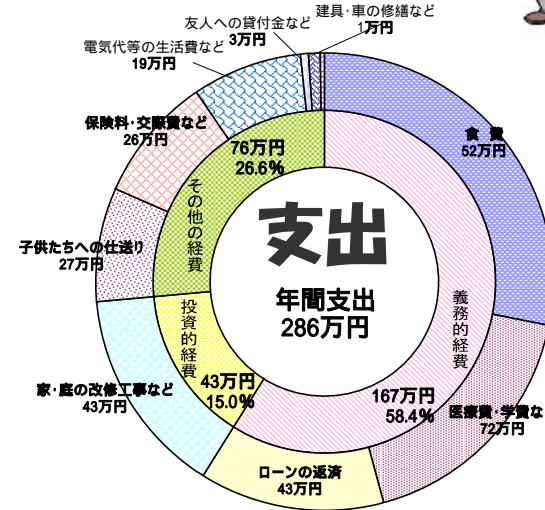 建具･車の修繕など
1万円
友人への貸付金など
3万円
電気代等の生活費など
19万円
保険料･交際費など
26万円
子供たちへの仕送り
27万円
家･庭の改修工事など
43万円
ローンの返済
43万円
医療費･学費な
72万円
食 費
52万円
76万円
26.6%
その他の経費
投資的経費
43万円
15.0%
義務的経費
167万円
58.4%
支出
年間支出
286万円